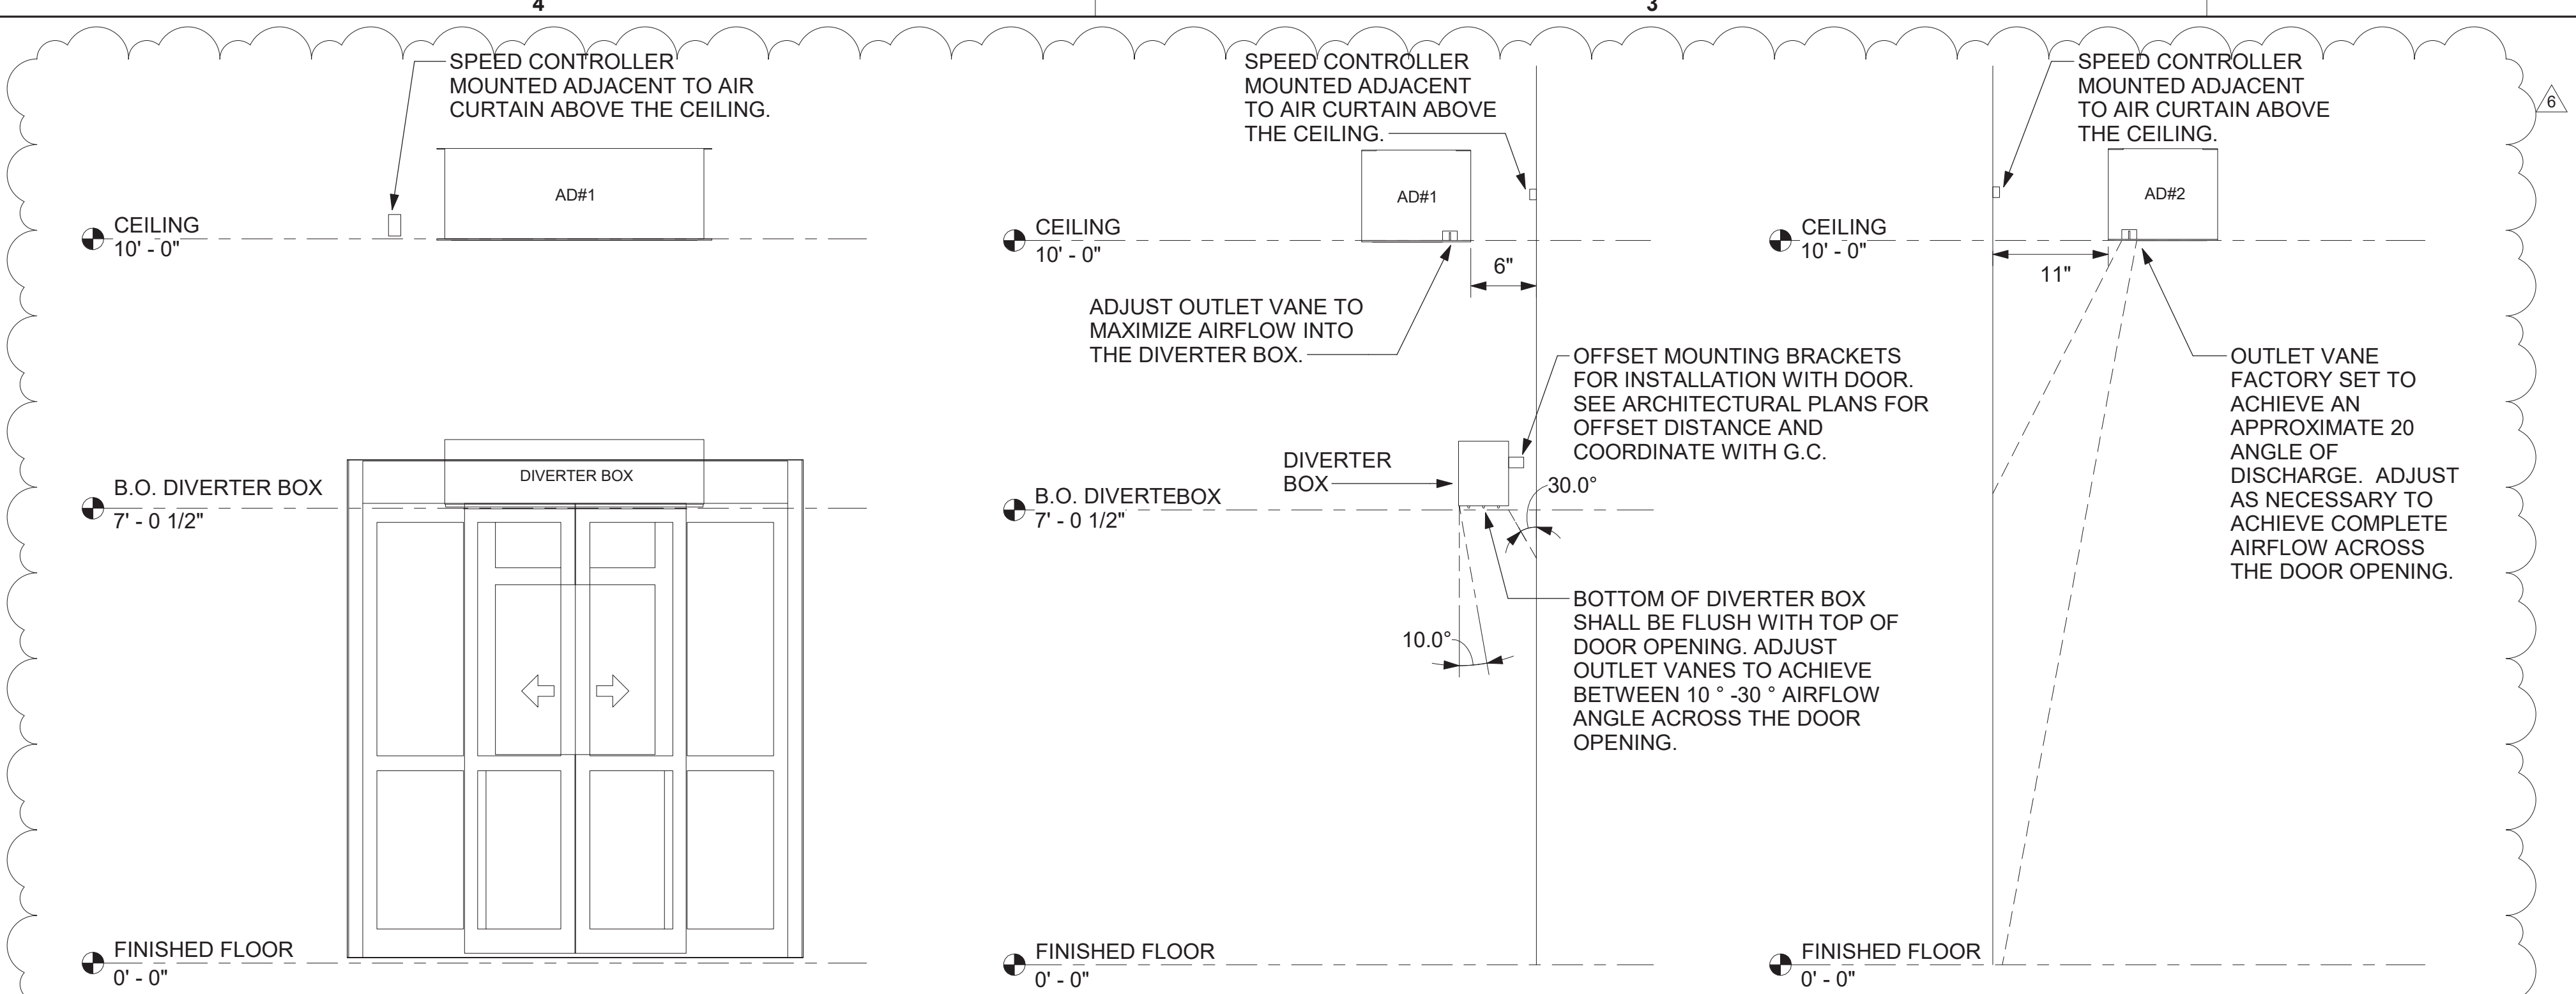 4
3
SPEED CONTROLLER
MOUNTED ADJACENT TO AIR
CURTAIN ABOVE THE CEILING.
AD#1
CEILING
10' - 0"
DIVERTER BOX
B.O. DIVERTER BOX
7' - 0 1/2"
FINISHED FLOOR
0' - 0"
SPEED CONTROLLER
MOUNTED ADJACENT
TO AIR CURTAIN ABOVE
THE CEILING.
AD#1
CEILING
10' - 0"
6"
ADJUST OUTLET VANE TO
MAXIMIZE AIRFLOW INTO
THE DIVERTER BOX.
OFFSET MOUNTING BRACKETS
FOR INSTALLATION WITH DOOR.
SEE ARCHITECTURAL PLANS FOR
OFFSET DISTANCE AND
COORDINATE WITH G.C.
DIVERTER
BOX
30.0°
B.O. DIVERTEBOX
7' - 0 1/2"
10.0°
BOTTOM OF DIVERTER BOX
SHALL BE FLUSH WITH TOP OF
DOOR OPENING. ADJUST
OUTLET VANES TO ACHIEVE
BETWEEN 10 ° -30 ° AIRFLOW
ANGLE ACROSS THE DOOR
OPENING.
FINISHED FLOOR
0' - 0"
SPEED CONTROLLER
MOUNTED ADJACENT
TO AIR CURTAIN ABOVE
THE CEILING.
6
AD#2
CEILING
10' - 0"
11"
OUTLET VANE
FACTORY SET TO
ACHIEVE AN
APPROXIMATE 20
ANGLE OF
DISCHARGE. ADJUST
AS NECESSARY TO
ACHIEVE COMPLETE
AIRFLOW ACROSS
THE DOOR OPENING.
FINISHED FLOOR
0' - 0"